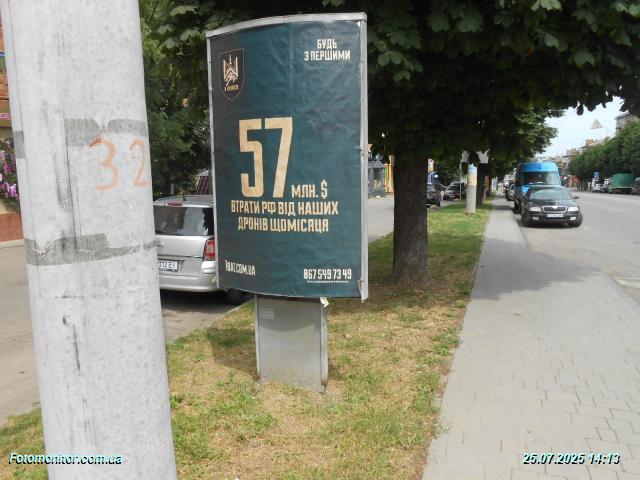 БУДЬ
З ПЕРШИМИ
57
МЛН. $
ВТРАТИ РФ ВІД НАШИХ
ДРОНІВ ЩОМІСЯЦЯ
1BAT.COM.UA
067 549 73 49
32
Fotomonitor.com.ua
25.07.2025 14:13